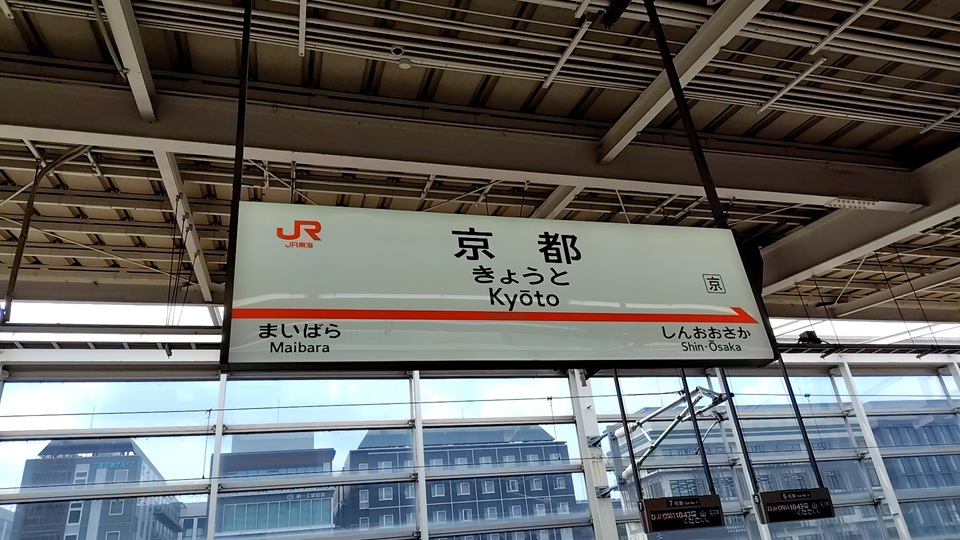 JR
JR東海
京都
きょうと
Kyōto
京
まいばら
Maibara
しんおおさか
Shin-Ōsaka